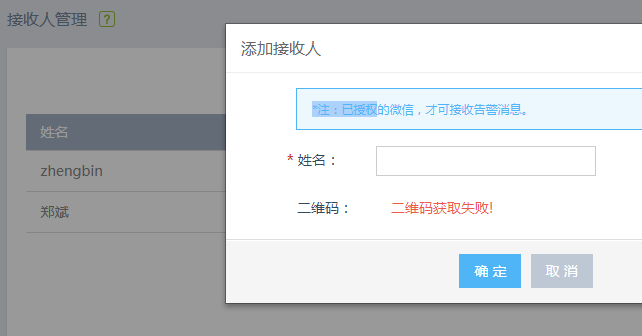 接收人管理 ?
添加接收人
*注：已授权的微信，才可接收告警消息。
姓名
* 姓名：
zhengbin
郑斌
二维码： 二维码获取失败!
确 定 取 消